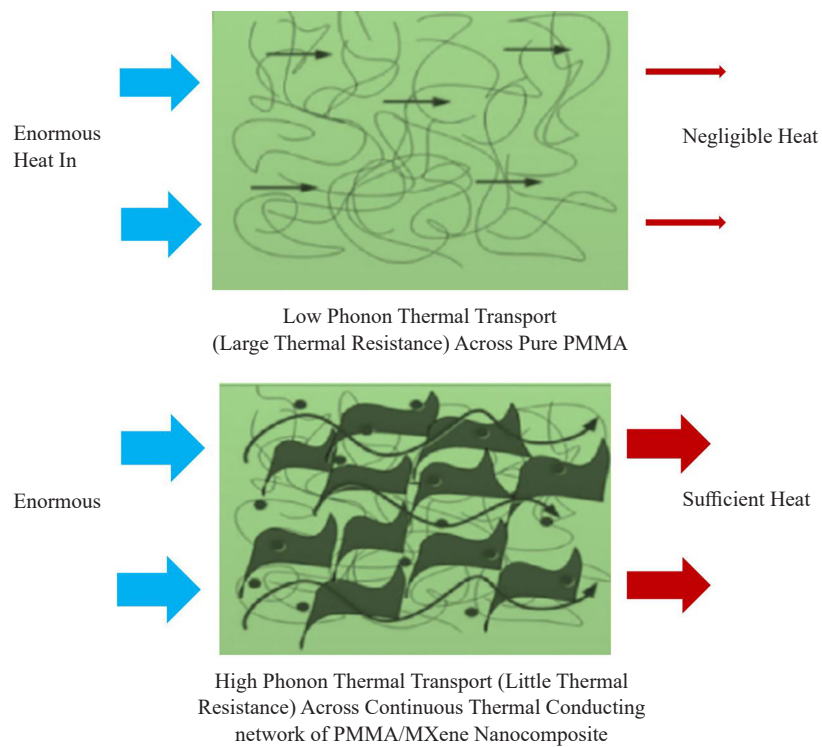 Enormous
Heat In
Negligible Heat
Low Phonon Thermal Transport
(Large Thermal Resistance) Across Pure PMMA
Enormous
Sufficient Heat
High Phonon Thermal Transport (Little Thermal
Resistance) Across Continuous Thermal Conducting
network of PMMA/MXene Nanocomposite